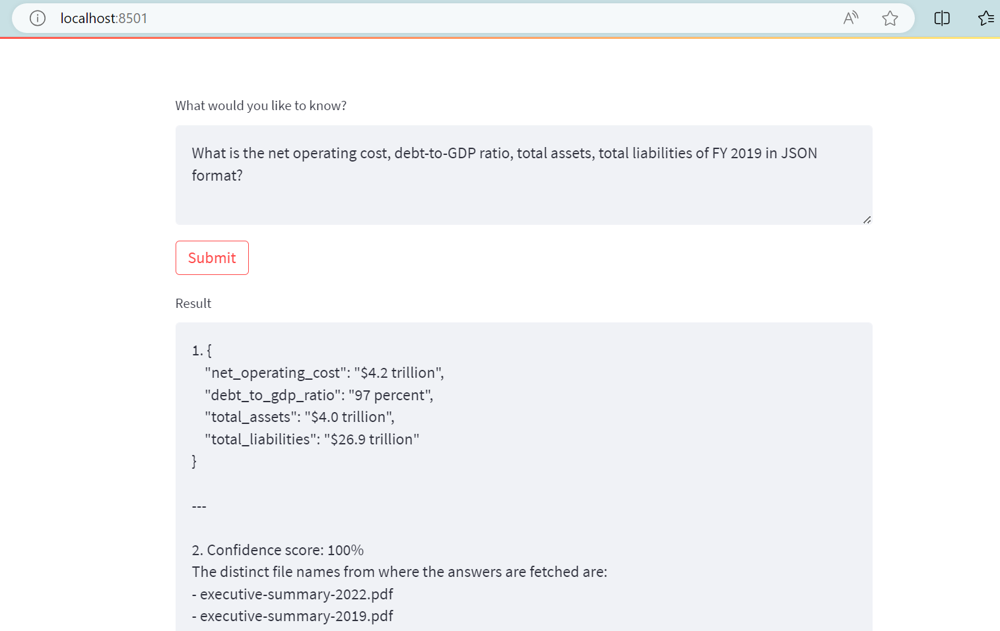 localhost:8501
What would you like to know?
What is the net operating cost, debt-to-GDP ratio, total assets, total liabilities of FY 2019 in JSON
format?
Submit
Result
1. {
"net_operating_cost": "$4.2 trillion",
"debt_to_gdp_ratio": "97 percent",
"total_assets": "$4.0 trillion",
"total_liabilities": "$26.9 trillion"
}
---
2. Confidence score: 100%
The distinct file names from where the answers are fetched are:
- executive-summary-2022.pdf
- executive-summary-2019.pdf